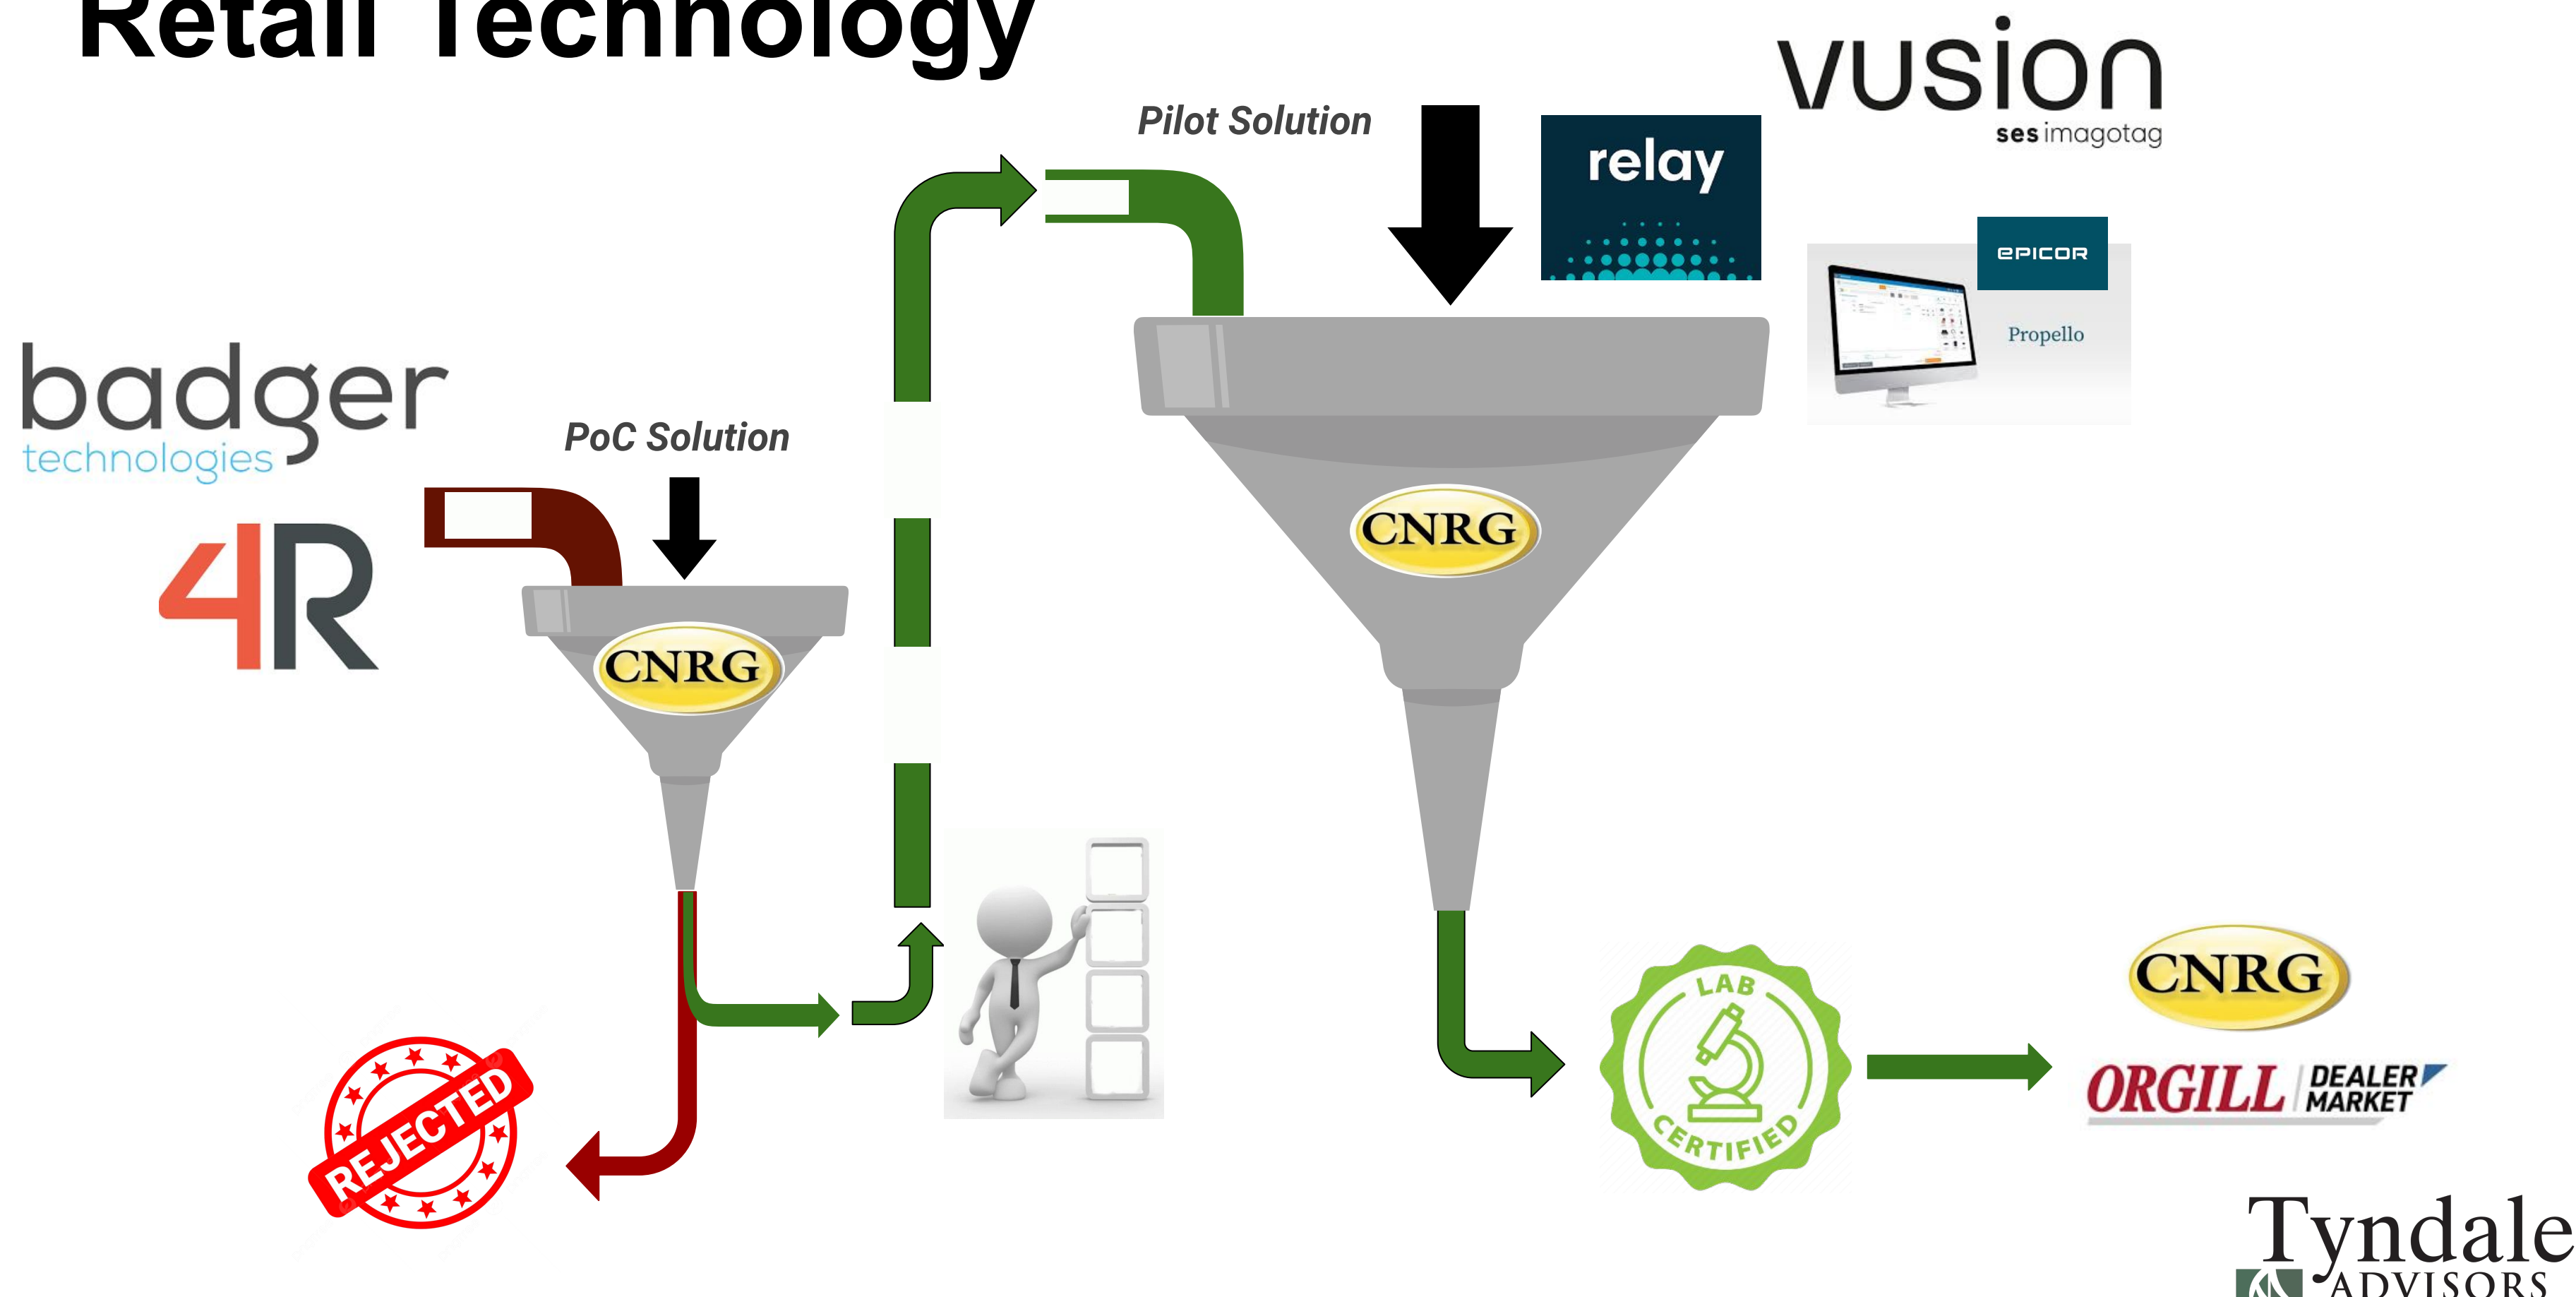 Retail Technology
vusion
ses imagotag
Pilot Solution
relay
EPICOR
Propello
badger
technologies
PoC Solution
4R
CNRG
CNRG
LAB
CERTIFIED
CNRG
ORGILL DEALER
MARKET
REJECTED
Tyndale
ADVISORS